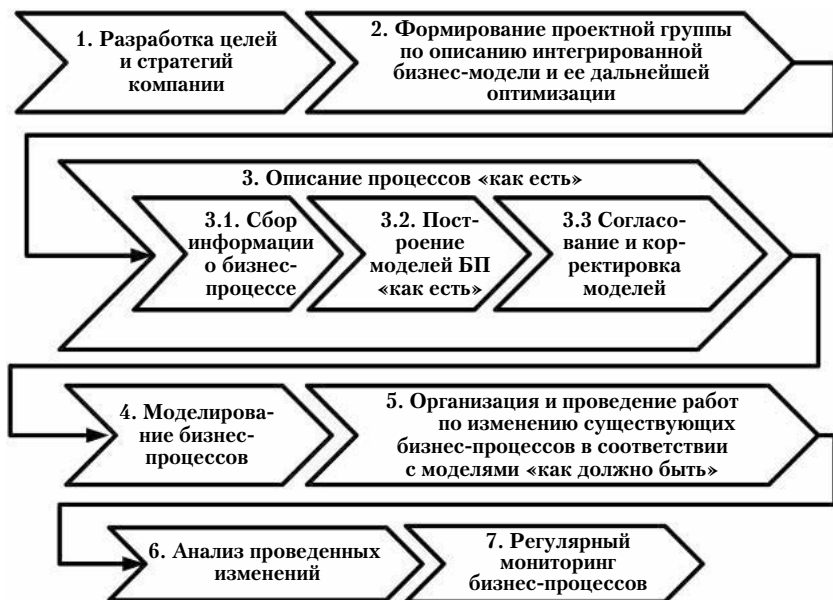 1. Разработка целей
и стратегий
компании
2. Формирование проектной группы
по описанию интегрированной
бизнес-модели и ее дальнейшей
оптимизации
3. Описание процессов «как есть»
3.1. Сбор
информации
о бизнес-
процессе
3.2. Пост-
роение
моделей БП
«как есть»
3.3 Согласо-
вание и кор-
ректировка
моделей
4. Моделирова-
ние бизнес-
процессов
5. Организация и проведение работ
по изменению существующих
бизнес-процессов в соответствии
с моделями «как должно быть»
6. Анализ проведенных
изменений
7. Регулярный
мониторинг
бизнес-процессов